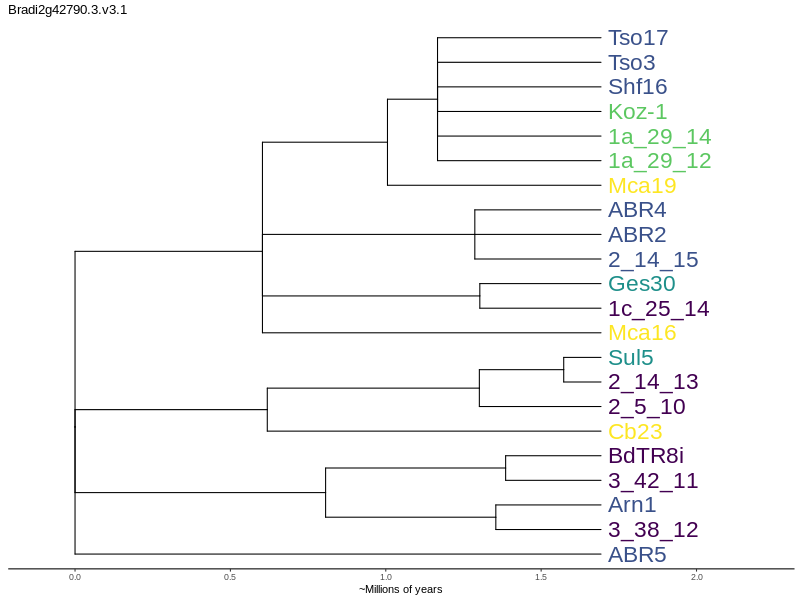 Bradi2g42790.3.v3.1
Tso17
Tso3
Shf16
Koz-1
1a_29_14
1a_29_12
Mca19
ABR4
ABR2
2_14_15
Ges30
1c_25_14
Mca16
Sul5
2_14_13
2_5_10
Cb23
BdTR8i
3_42_11
Arn1
3_38_12
ABR5
0.0 0.5 1.0 1.5 2.0
~Millions of years